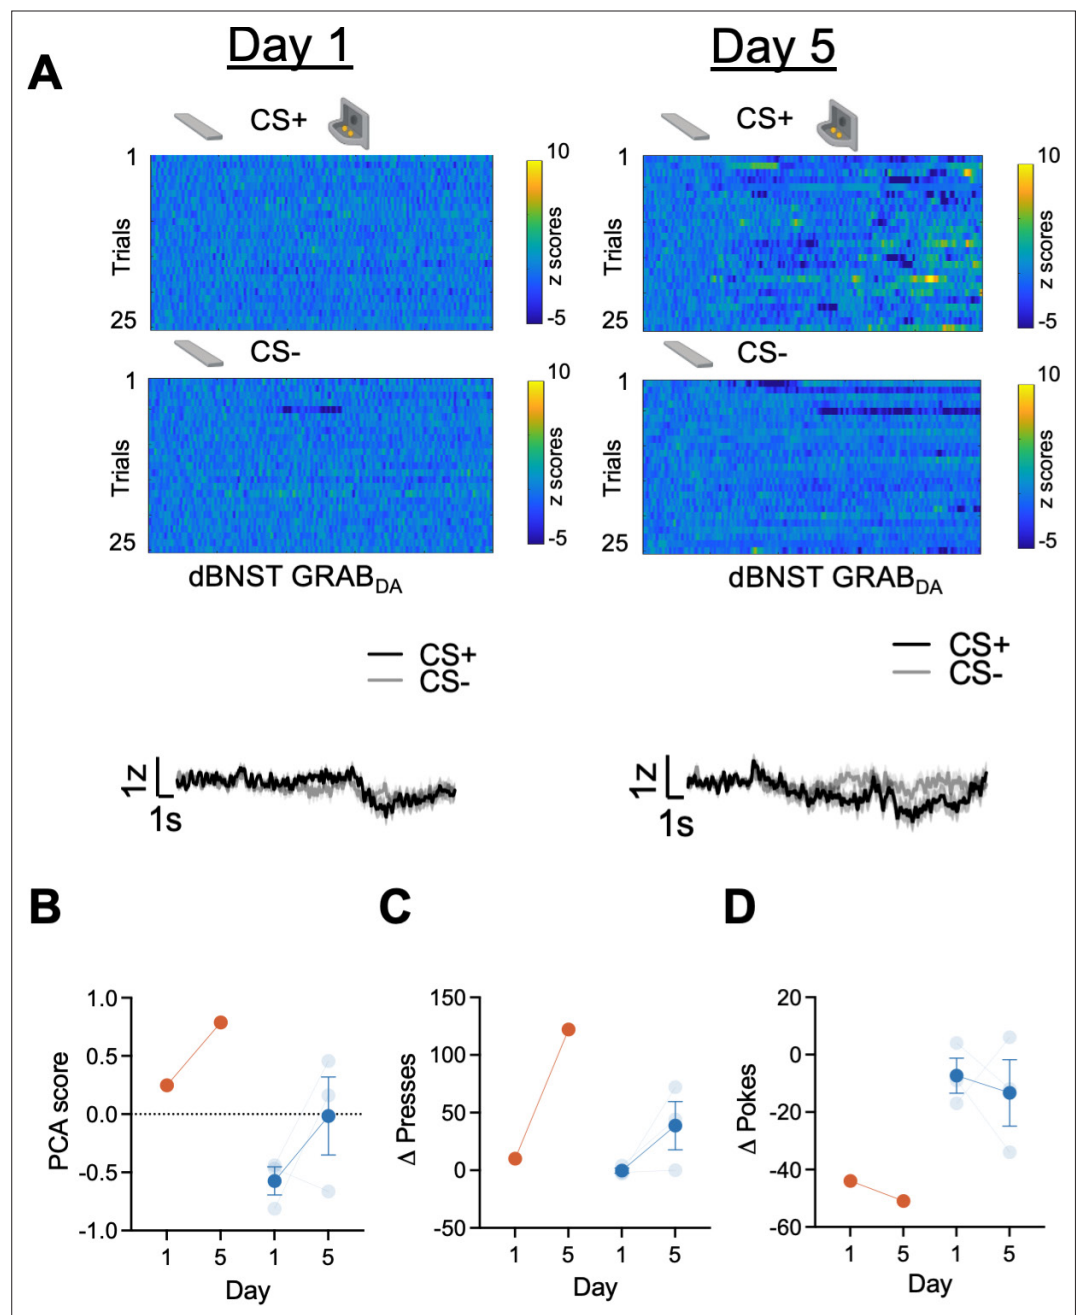 A
Day 1
Day 5
CS+
CS+
1
Trials
25
10
z scores
-5
1
Trials
25
10
z scores
-5
CS-
CS-
1
Trials
25
10
z scores
-5
1
Trials
25
10
z scores
-5
dBNST GRABDA
dBNST GRABDA
CS+
CS-
CS+
CS-
1z
1s
1z
1s
B
PCA score
1.0
0.5
0.0
-0.5
-1.0
1 5 1 5
Day
C
Δ Presses
150
100
50
0
-50
1 5 1 5
Day
D
Δ Pokes
20
0
-20
-40
-60
1 5 1 5
Day